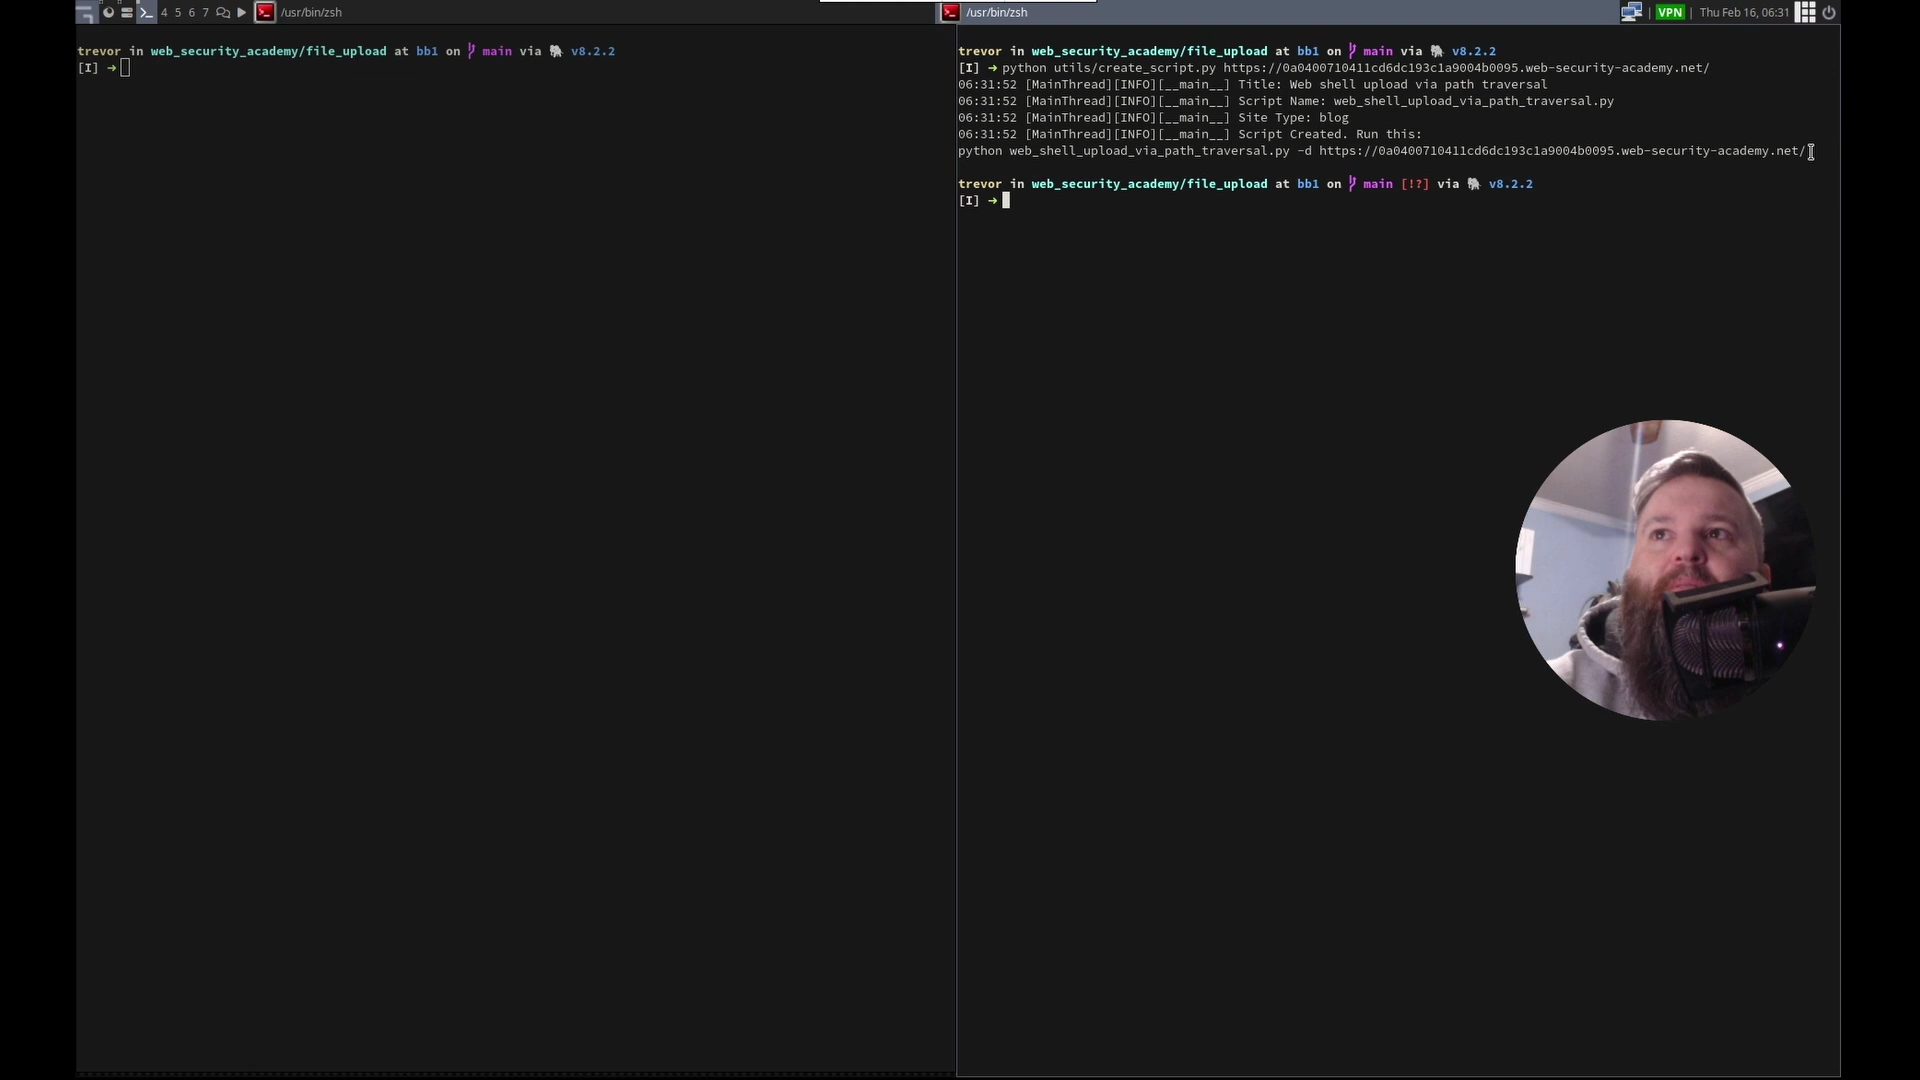 4 5 6 7 /usr/bin/zsh
/usr/bin/zsh
| VPN | Thu Feb 16, 06:31
trevor in web_security_academy/file_upload at bb1 on main via 🐘 v8.2.2
[I] →
trevor in web_security_academy/file_upload at bb1 on main via 🐘 v8.2.2
[I] → python utils/create_script.py https://0a0400710411cd6dc193c1a9004b0095.web-security-academy.net/
06:31:52 [MainThread][INFO][__main__] Title: Web shell upload via path traversal
06:31:52 [MainThread][INFO][__main__] Script Name: web_shell_upload_via_path_traversal.py
06:31:52 [MainThread][INFO][__main__] Site Type: blog
06:31:52 [MainThread][INFO][__main__] Script Created. Run this:
python web_shell_upload_via_path_traversal.py -d https://0a0400710411cd6dc193c1a9004b0095.web-security-academy.net/
trevor in web_security_academy/file_upload at bb1 on main [!?] via 🐘 v8.2.2
[I] →